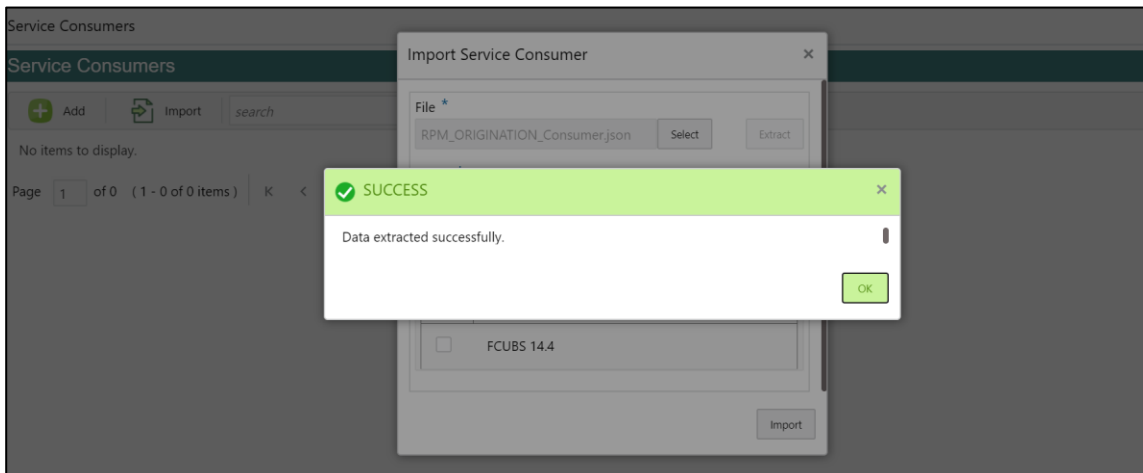 Service Consumers
Import Service Consumer ×
Service Consumers
File *
Add Import search
RPM_ORIGINATION_Consumer.json Select Extract
No items to display.
Page 1 of 0 ( 1 - 0 of 0 items ) K <
SUCCESS ×
Data extracted successfully.
OK
FCUBS 14.4
Import